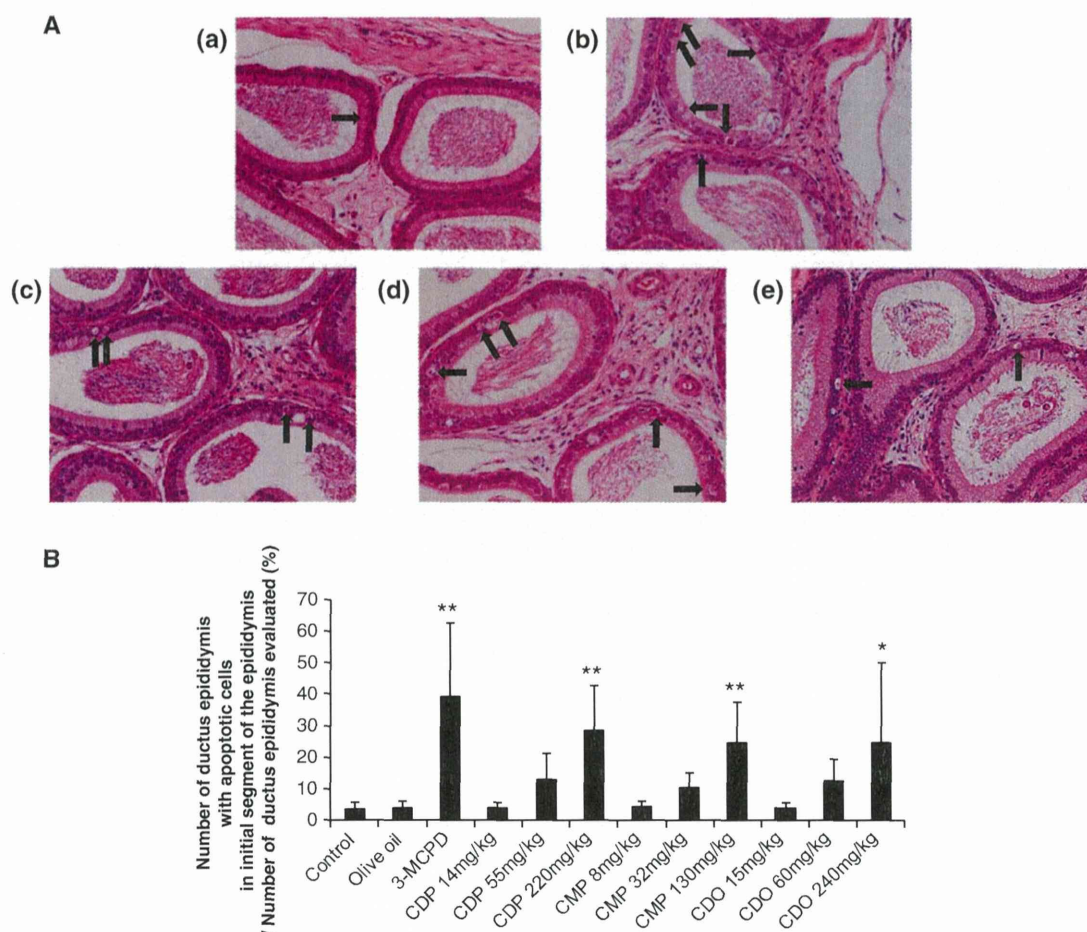 A
(a)
(b)
(c)
(d)
(e)
B
Number of ductus epididymis
with apoptotic cells
in initial segment of the epididymis
/ Number of ductus epididymis evaluated (%)
70
60
50
40
30
20
10
0
**
**
**
*
Control
Olive oil
3-MCPD
CDP 14mg/kg
CDP 55mg/kg
CDP 220mg/kg
CMP 8mg/kg
CMP 32mg/kg
CMP 130mg/kg
CDO 15mg/kg
CDO 60mg/kg
CDO 240mg/kg